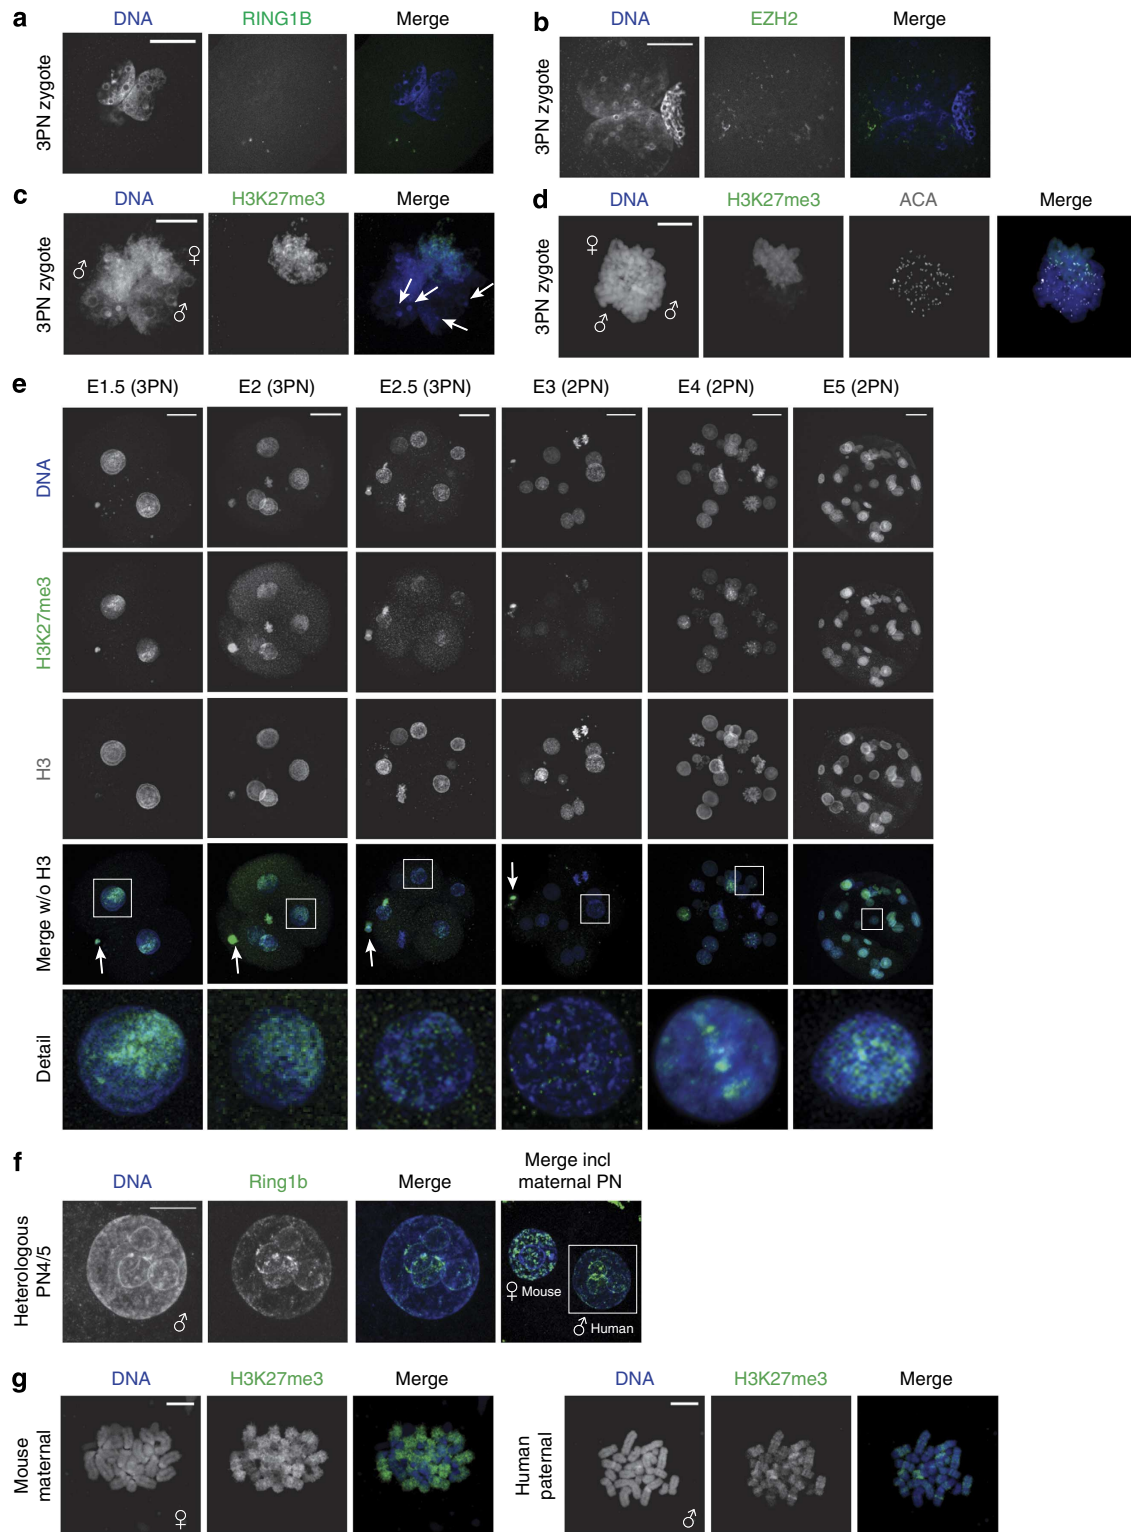 a
DNA
RING1B
Merge
3PN zygote
b
DNA
EZH2
Merge
3PN zygote
c
DNA
H3K27me3
Merge
3PN zygote
♂
♀
♂
d
DNA
H3K27me3
ACA
Merge
3PN zygote
♀
♂
♂
e
E1.5 (3PN)
E2 (3PN)
E2.5 (3PN)
E3 (2PN)
E4 (2PN)
E5 (2PN)
DNA
H3K27me3
H3
Merge w/o H3
Detail
f
DNA
Ring1b
Merge
Merge incl
maternal PN
Heterologous
PN4/5
♂
♀ Mouse
♂ Human
g
DNA
H3K27me3
Merge
Mouse
maternal
♀
DNA
H3K27me3
Merge
Human
paternal
♂